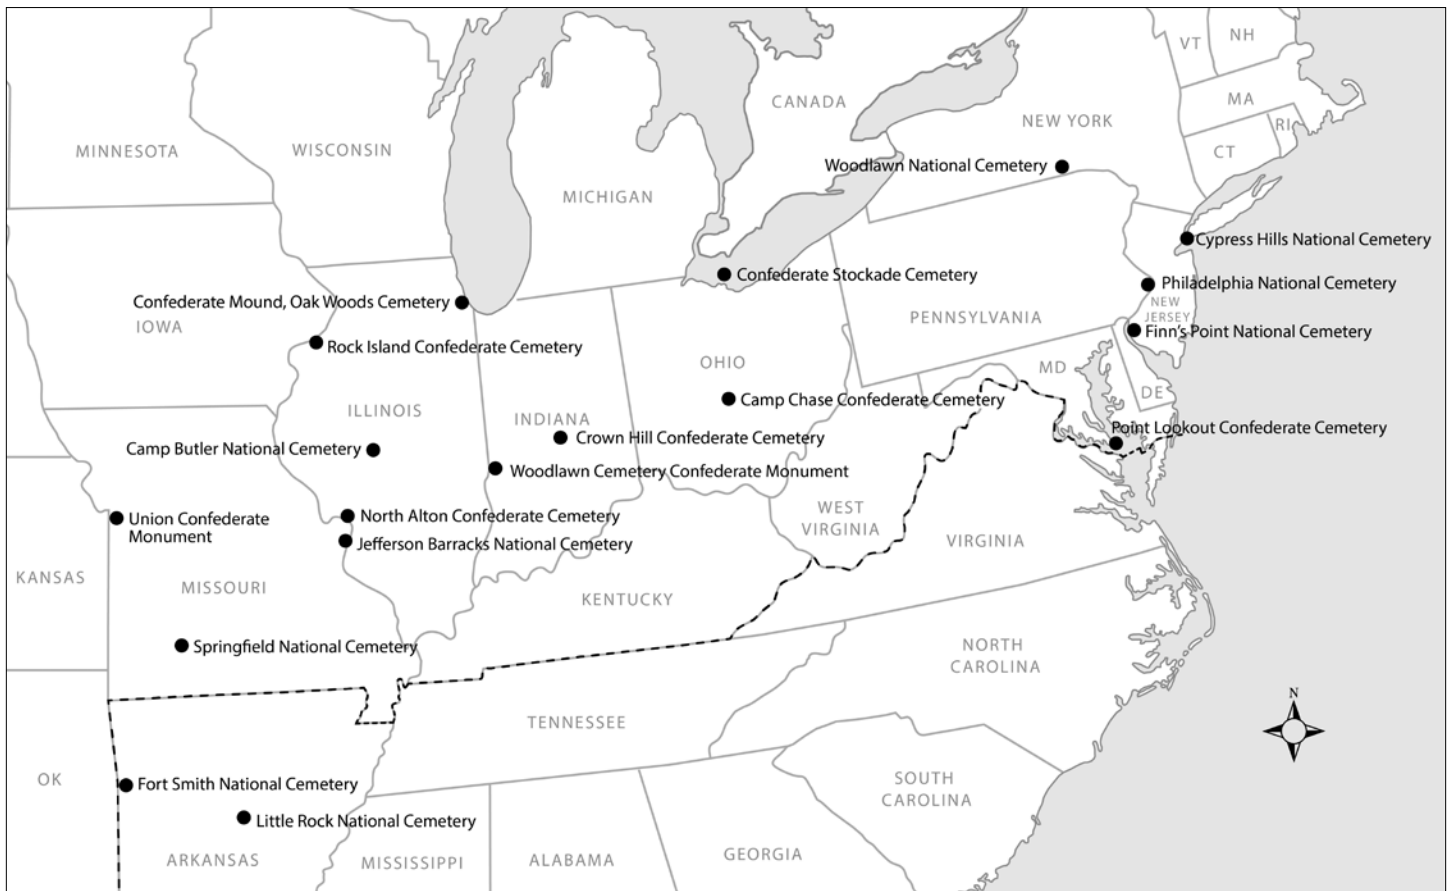 VT
NH
CANADA
MA
NEW YORK
RI
MINNESOTA
WISCONSIN
CT
Woodlawn National Cemetery
MICHIGAN
Cypress Hills National Cemetery
Confederate Stockade Cemetery
Philadelphia National Cemetery
Confederate Mound, Oak Woods Cemetery
NEW
JERSEY
IOWA
PENNSYLVANIA
Finn's Point National Cemetery
Rock Island Confederate Cemetery
OHIO
MD
DE
Camp Chase Confederate Cemetery
ILLINOIS
INDIANA
Point Lookout Confederate Cemetery
Crown Hill Confederate Cemetery
Camp Butler National Cemetery
Woodlawn Cemetery Confederate Monument
WEST
VIRGINIA
North Alton Confederate Cemetery
Union Confederate
Monument
VIRGINIA
Jefferson Barracks National Cemetery
KANSAS
MISSOURI
KENTUCKY
Springfield National Cemetery
NORTH
CAROLINA
N
TENNESSEE
OK
Fort Smith National Cemetery
SOUTH
CAROLINA
Little Rock National Cemetery
ARKANSAS
MISSISSIPPI
ALABAMA
GEORGIA